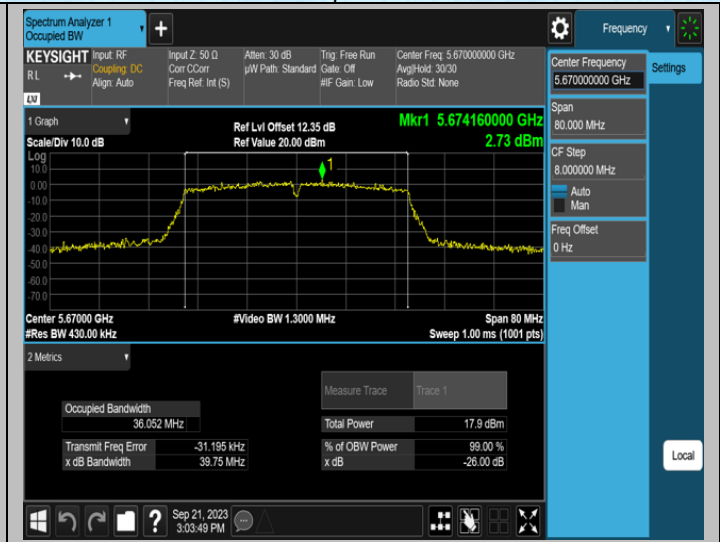 Spectrum Analyzer 1
Occupied BW
Frequency
KEYSIGHT
RL
LXI
Input: RF
Coupling: DC
Align: Auto
Input Z: 50 Ω
Corr CCorr
Freq Ref: Int (S)
Atten: 30 dB
µW Path: Standard
Trig: Free Run
Gate: Off
#IF Gain: Low
Center Freq: 5.670000000 GHz
Avg|Hold: 30/30
Radio Std: None
Center Frequency
5.670000000 GHz
Settings
Span
80.000 MHz
CF Step
8.000000 MHz
Auto
Man
Freq Offset
0 Hz
1 Graph
Scale/Div 10.0 dB
Ref Lvl Offset 12.35 dB
Ref Value 20.00 dBm
Mkr1 5.674160000 GHz
2.73 dBm
Log
10.0
0.00
-10.0
-20.0
-30.0
-40.0
-50.0
-60.0
-70.0
1
Center 5.67000 GHz
#Video BW 1.3000 MHz
Span 80 MHz
#Res BW 430.00 kHz
Sweep 1.00 ms (1001 pts)
2 Metrics
Measure Trace Trace 1
Occupied Bandwidth
36.052 MHz
Total Power 17.9 dBm
Transmit Freq Error -31.195 kHz
% of OBW Power 99.00 %
x dB Bandwidth 39.75 MHz
x dB -26.00 dB
Local
?
Sep 21, 2023
3:03:49 PM